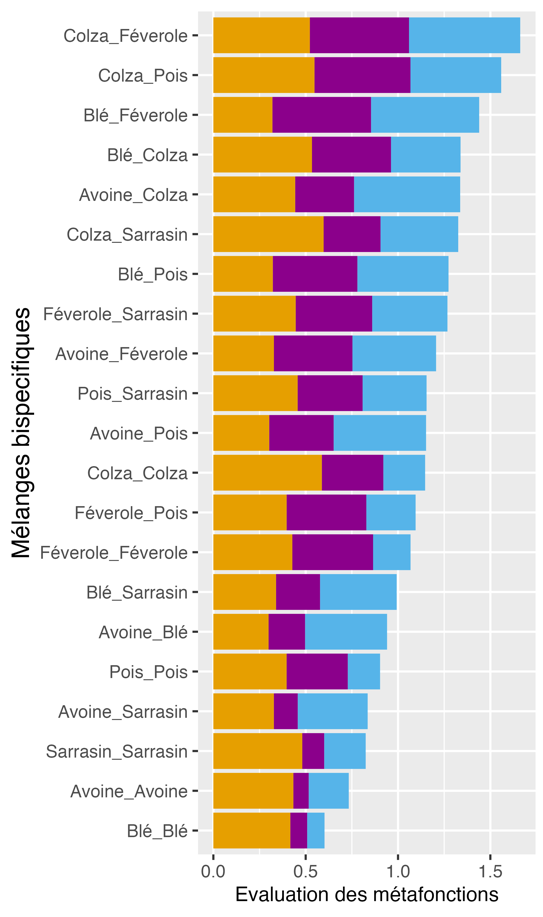 Colza_Féverole
Colza_Pois
Blé_Féverole
Blé_Colza
Avoine_Colza
Colza_Sarrasin
Blé_Pois
Féverole_Sarrasin
Avoine_Féverole
Pois_Sarrasin
Avoine_Pois
Colza_Colza
Féverole_Pois
Féverole_Féverole
Blé_Sarrasin
Avoine_Blé
Pois_Pois
Avoine_Sarrasin
Sarrasin_Sarrasin
Avoine_Avoine
Blé_Blé
Mélanges bispecifiques
0.0 0.5 1.0 1.5
Evaluation des métafonctions